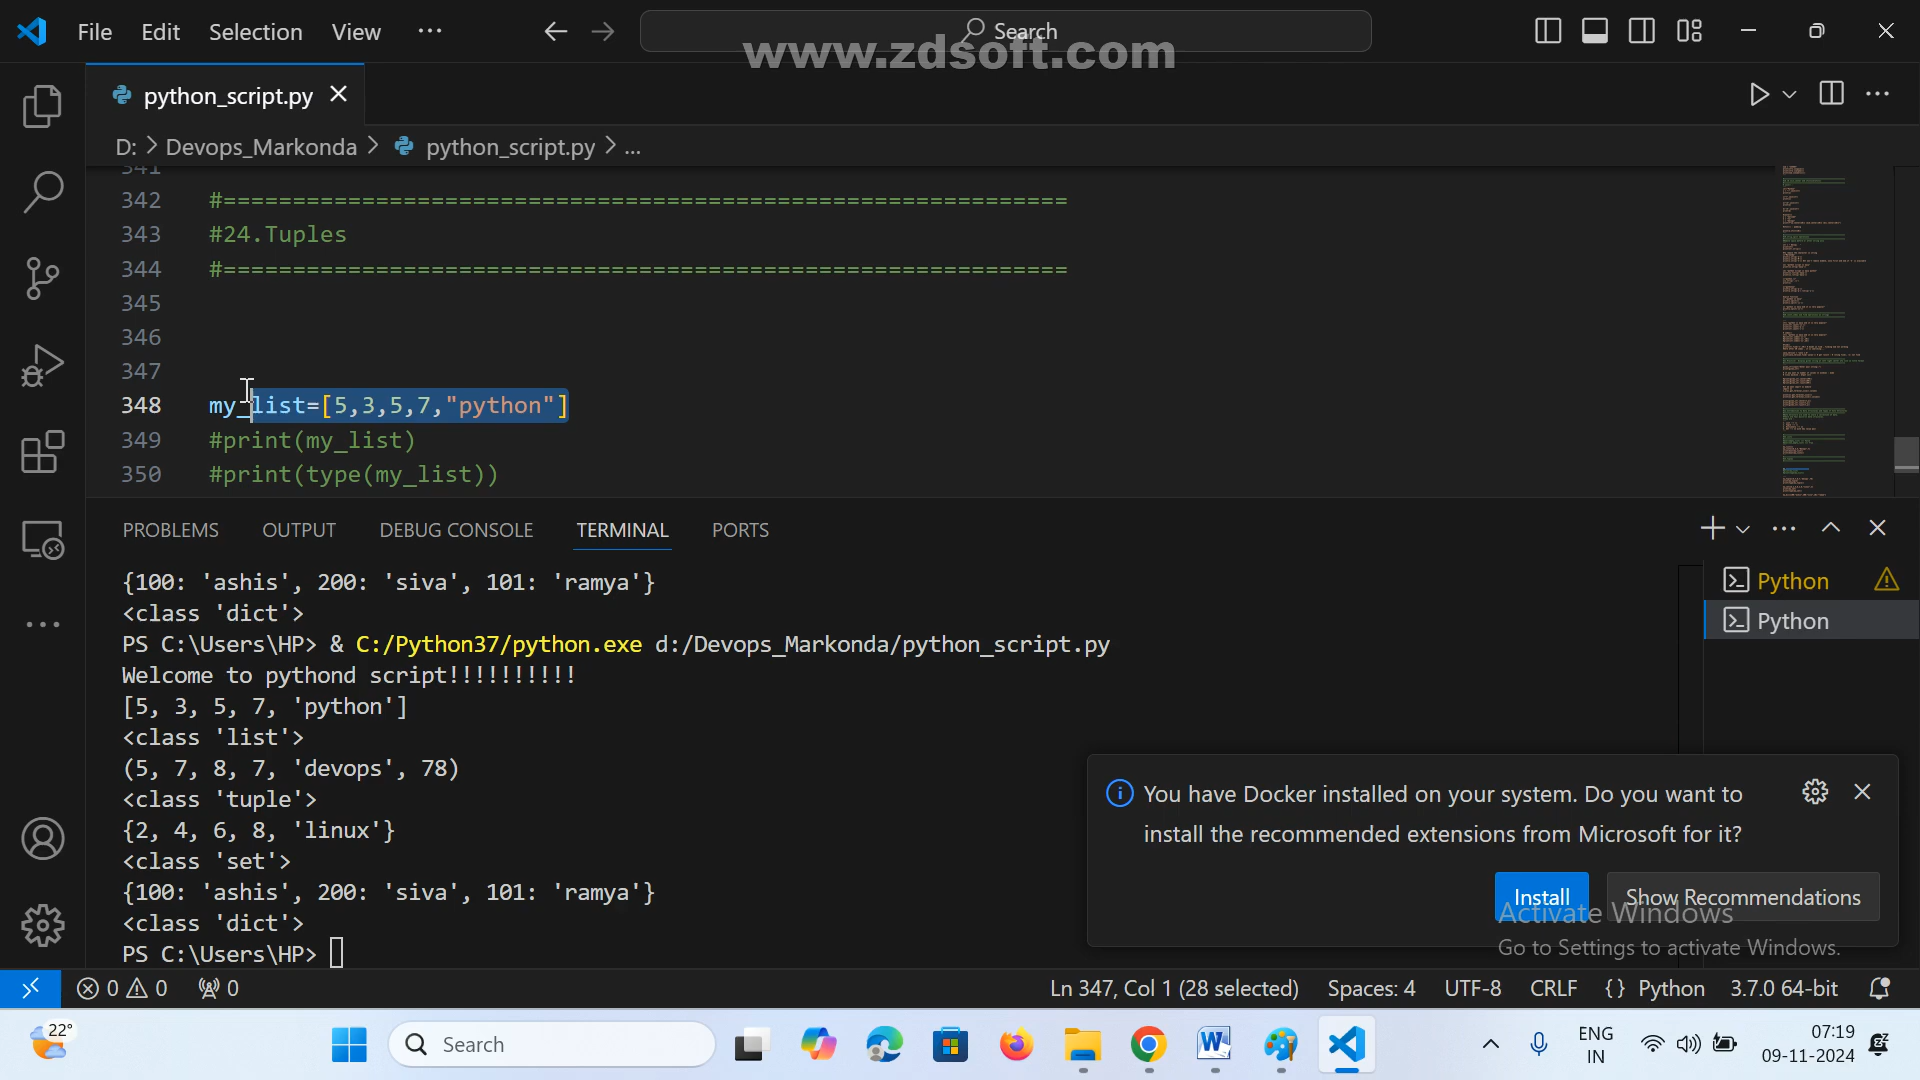 File Edit Selection View ...
Search
www.zdsoft.com
python_script.py
D: > Devops_Markonda > python_script.py > ...
341
342 #=============================================================
343 #24.Tuples
344 #=============================================================
345
346
347
348 my_list=[5,3,5,7,"python"]
349 #print(my_list)
350 #print(type(my_list))
PROBLEMS OUTPUT DEBUG CONSOLE TERMINAL PORTS
{100: 'ashis', 200: 'siva', 101: 'ramya'}
<class 'dict'>
PS C:\Users\HP> & C:/Python37/python.exe d:/Devops_Markonda/python_script.py
Welcome to pythond script!!!!!!!!!!
[5, 3, 5, 7, 'python']
<class 'list'>
(5, 7, 8, 7, 'devops', 78)
<class 'tuple'>
{2, 4, 6, 8, 'linux'}
<class 'set'>
{100: 'ashis', 200: 'siva', 101: 'ramya'}
<class 'dict'>
PS C:\Users\HP>
Python
Python
You have Docker installed on your system. Do you want to
install the recommended extensions from Microsoft for it?
Install Show Recommendations
Activate Windows
Go to Settings to activate Windows.
0 0 0 Ln 347, Col 1 (28 selected) Spaces: 4 UTF-8 CRLF {} Python 3.7.0 64-bit
22°
Search
ENG
IN
07:19
09-11-2024